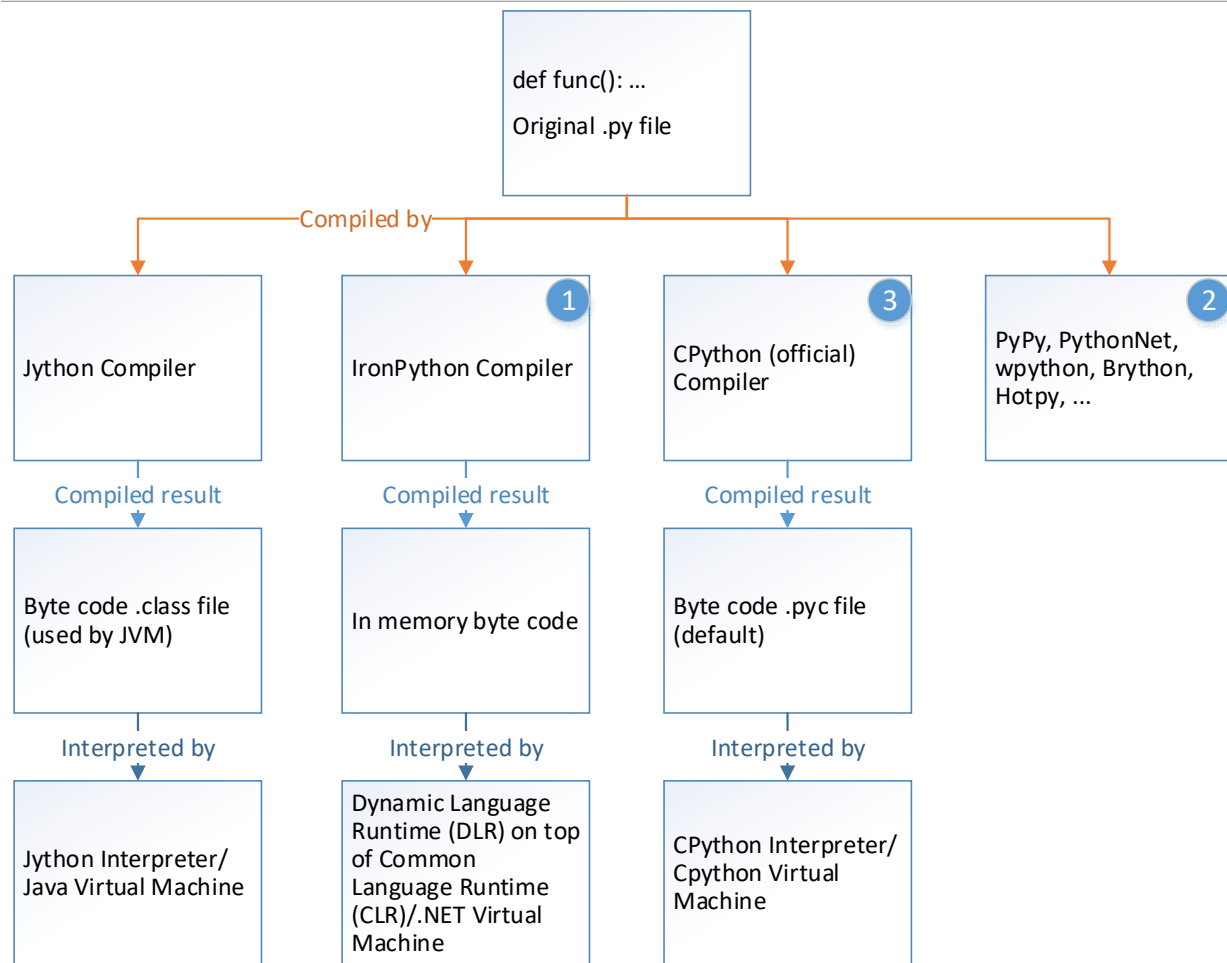 def func(): ...
Original .py file
Compiled by
Jython Compiler
1
IronPython Compiler
3
CPython (official)
Compiler
2
PyPy, PythonNet,
wpython, Brython,
Hotpy, ...
Compiled result
Compiled result
Compiled result
Byte code .class file
(used by JVM)
In memory byte code
Byte code .pyc file
(default)
Interpreted by
Interpreted by
Interpreted by
Jython Interpreter/
Java Virtual Machine
Dynamic Language
Runtime (DLR) on top
of Common
Language Runtime
(CLR)/.NET Virtual
Machine
CPython Interpreter/
Cpython Virtual
Machine